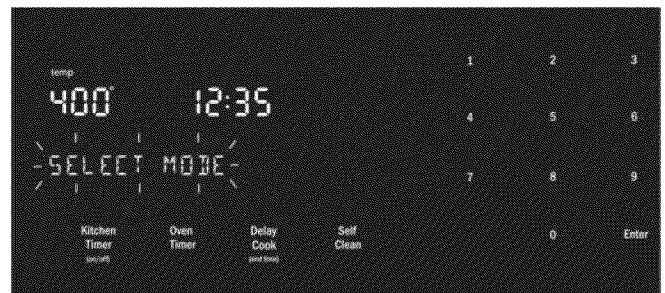 temp
400° 12:35
SELECT MODE
Kitchen Timer (on/off)
Oven Timer
Delay Cook (end time)
Self Clean
1 2 3
4 5 6
7 8 9
0 Enter